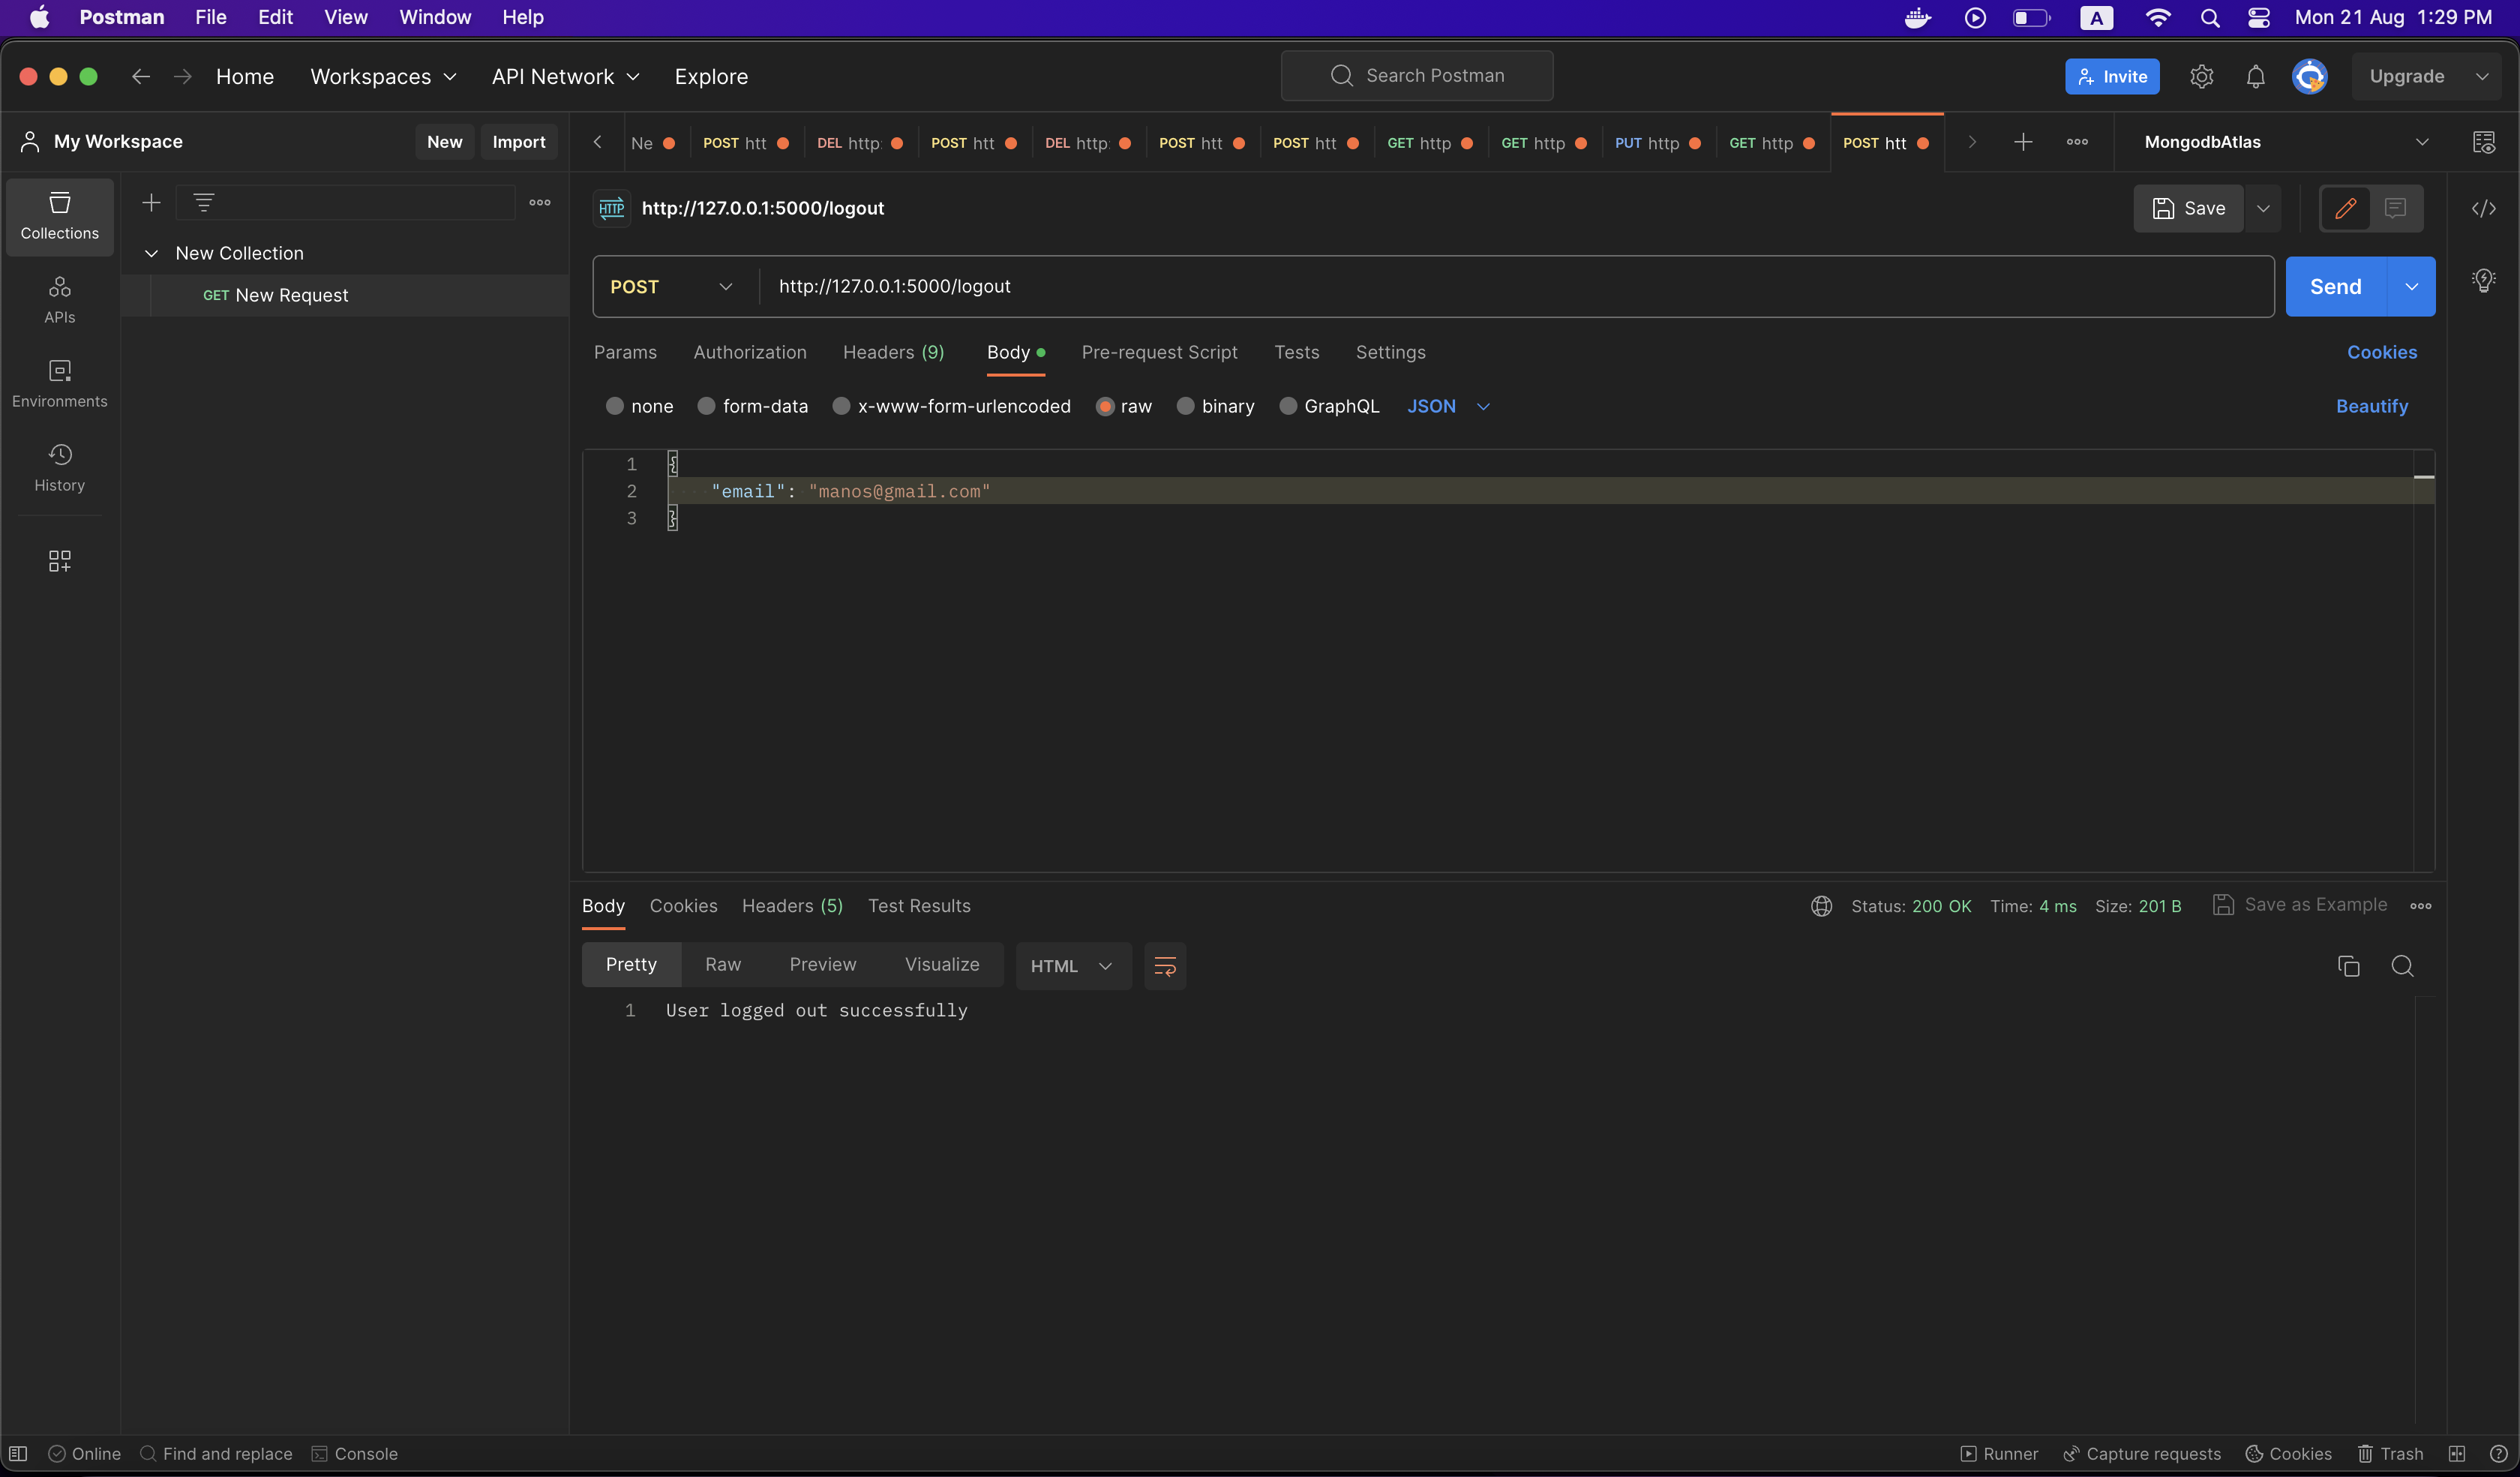 Postman File Edit View Window Help A Mon 21 Aug 1:29 PM
Home Workspaces API Network Explore Search Postman Invite Upgrade
My Workspace New Import Ne POST htt DEL http: POST htt DEL http: POST htt POST htt GET http GET http PUT http GET http POST htt MongodbAtlas
Collections
APIs
Environments
History
New Collection
GET New Request
HTTP http://127.0.0.1:5000/logout Save
POST http://127.0.0.1:5000/logout Send
Params Authorization Headers (9) Body Pre-request Script Tests Settings Cookies
none form-data x-www-form-urlencoded raw binary GraphQL JSON Beautify
1 {
2 "email": "manos@gmail.com"
3 }
Body Cookies Headers (5) Test Results Status: 200 OK Time: 4 ms Size: 201 B Save as Example
Pretty Raw Preview Visualize HTML
1 User logged out successfully
Online Find and replace Console Runner Capture requests Cookies Trash